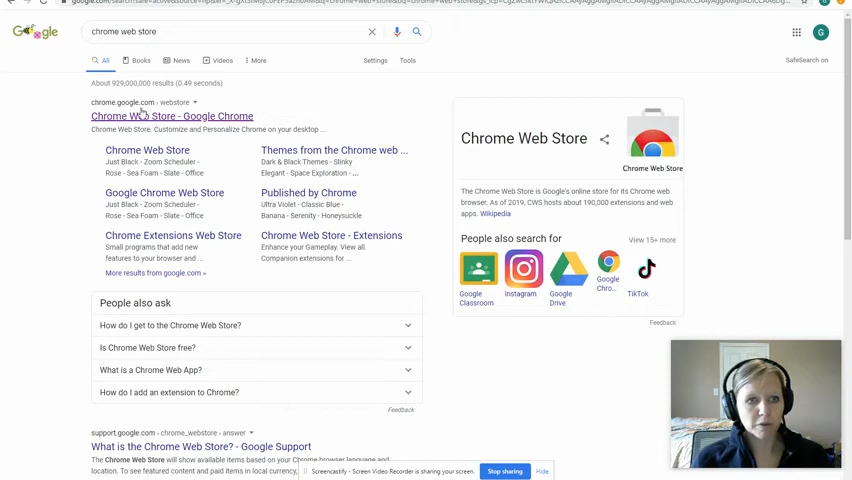 G
chrome web store
All
Books
News
Videos
More
Settings
Tools
SafeSearch on
About 929,000,000 results (0.49 seconds)
chrome.google.com › webstore
Chrome Web Store - Google Chrome
Chrome Web Store. Customize and Personalize Chrome on your desktop ...
Chrome Web Store
Just Black - Zoom Scheduler -
Rose - Sea Foam - Slate - Office
Themes from the Chrome web ...
Dark & Black Themes - Slinky
Elegant - Space Exploration - ...
Google Chrome Web Store
Just Black - Zoom Scheduler -
Rose - Sea Foam - Slate - Office
Published by Chrome
Ultra Violet - Classic Blue -
Banana - Serenity - Honeysuckle
Chrome Extensions Web Store
Small programs that add new
features to your browser and ...
Chrome Web Store - Extensions
Enhance your Gameplay. View all.
Companion extensions for ...
More results from google.com »
People also ask
How do I get to the Chrome Web Store?
Is Chrome Web Store free?
What is a Chrome Web App?
How do I add an extension to Chrome?
Feedback
support.google.com › chrome_webstore › answer
What is the Chrome Web Store? - Google Support
The Chrome Web Store will show available items based on your Chrome browser language and
location. To see featured content and paid items in local currency,
Chrome Web Store
Chrome Web Store
The Chrome Web Store is Google's online store for its Chrome web
browser. As of 2019, CWS hosts about 190,000 extensions and web
apps. Wikipedia
People also search for
View 15+ more
Google
Classroom
Instagram
Google
Drive
Google
Chro...
TikTok
Feedback
Screencastify - Screen Video Recorder is sharing your screen.
Stop sharing
Hide